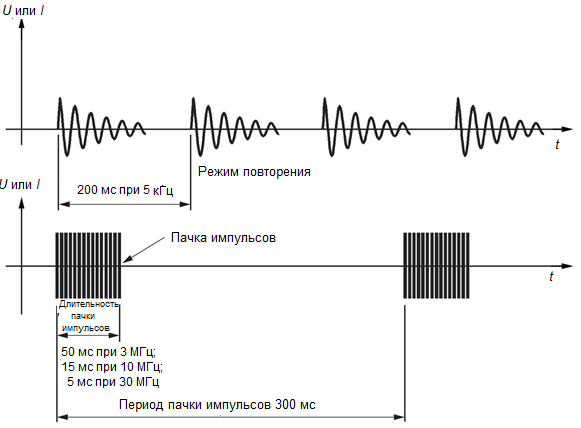 U или I
t
Режим повторения
200 мс при 5 кГц
U или I
Пачка импульсов
t
Длительность
пачки
импульсов
50 мс при 3 МГц;
15 мс при 10 МГц;
5 мс при 30 МГц
Период пачки импульсов 300 мс